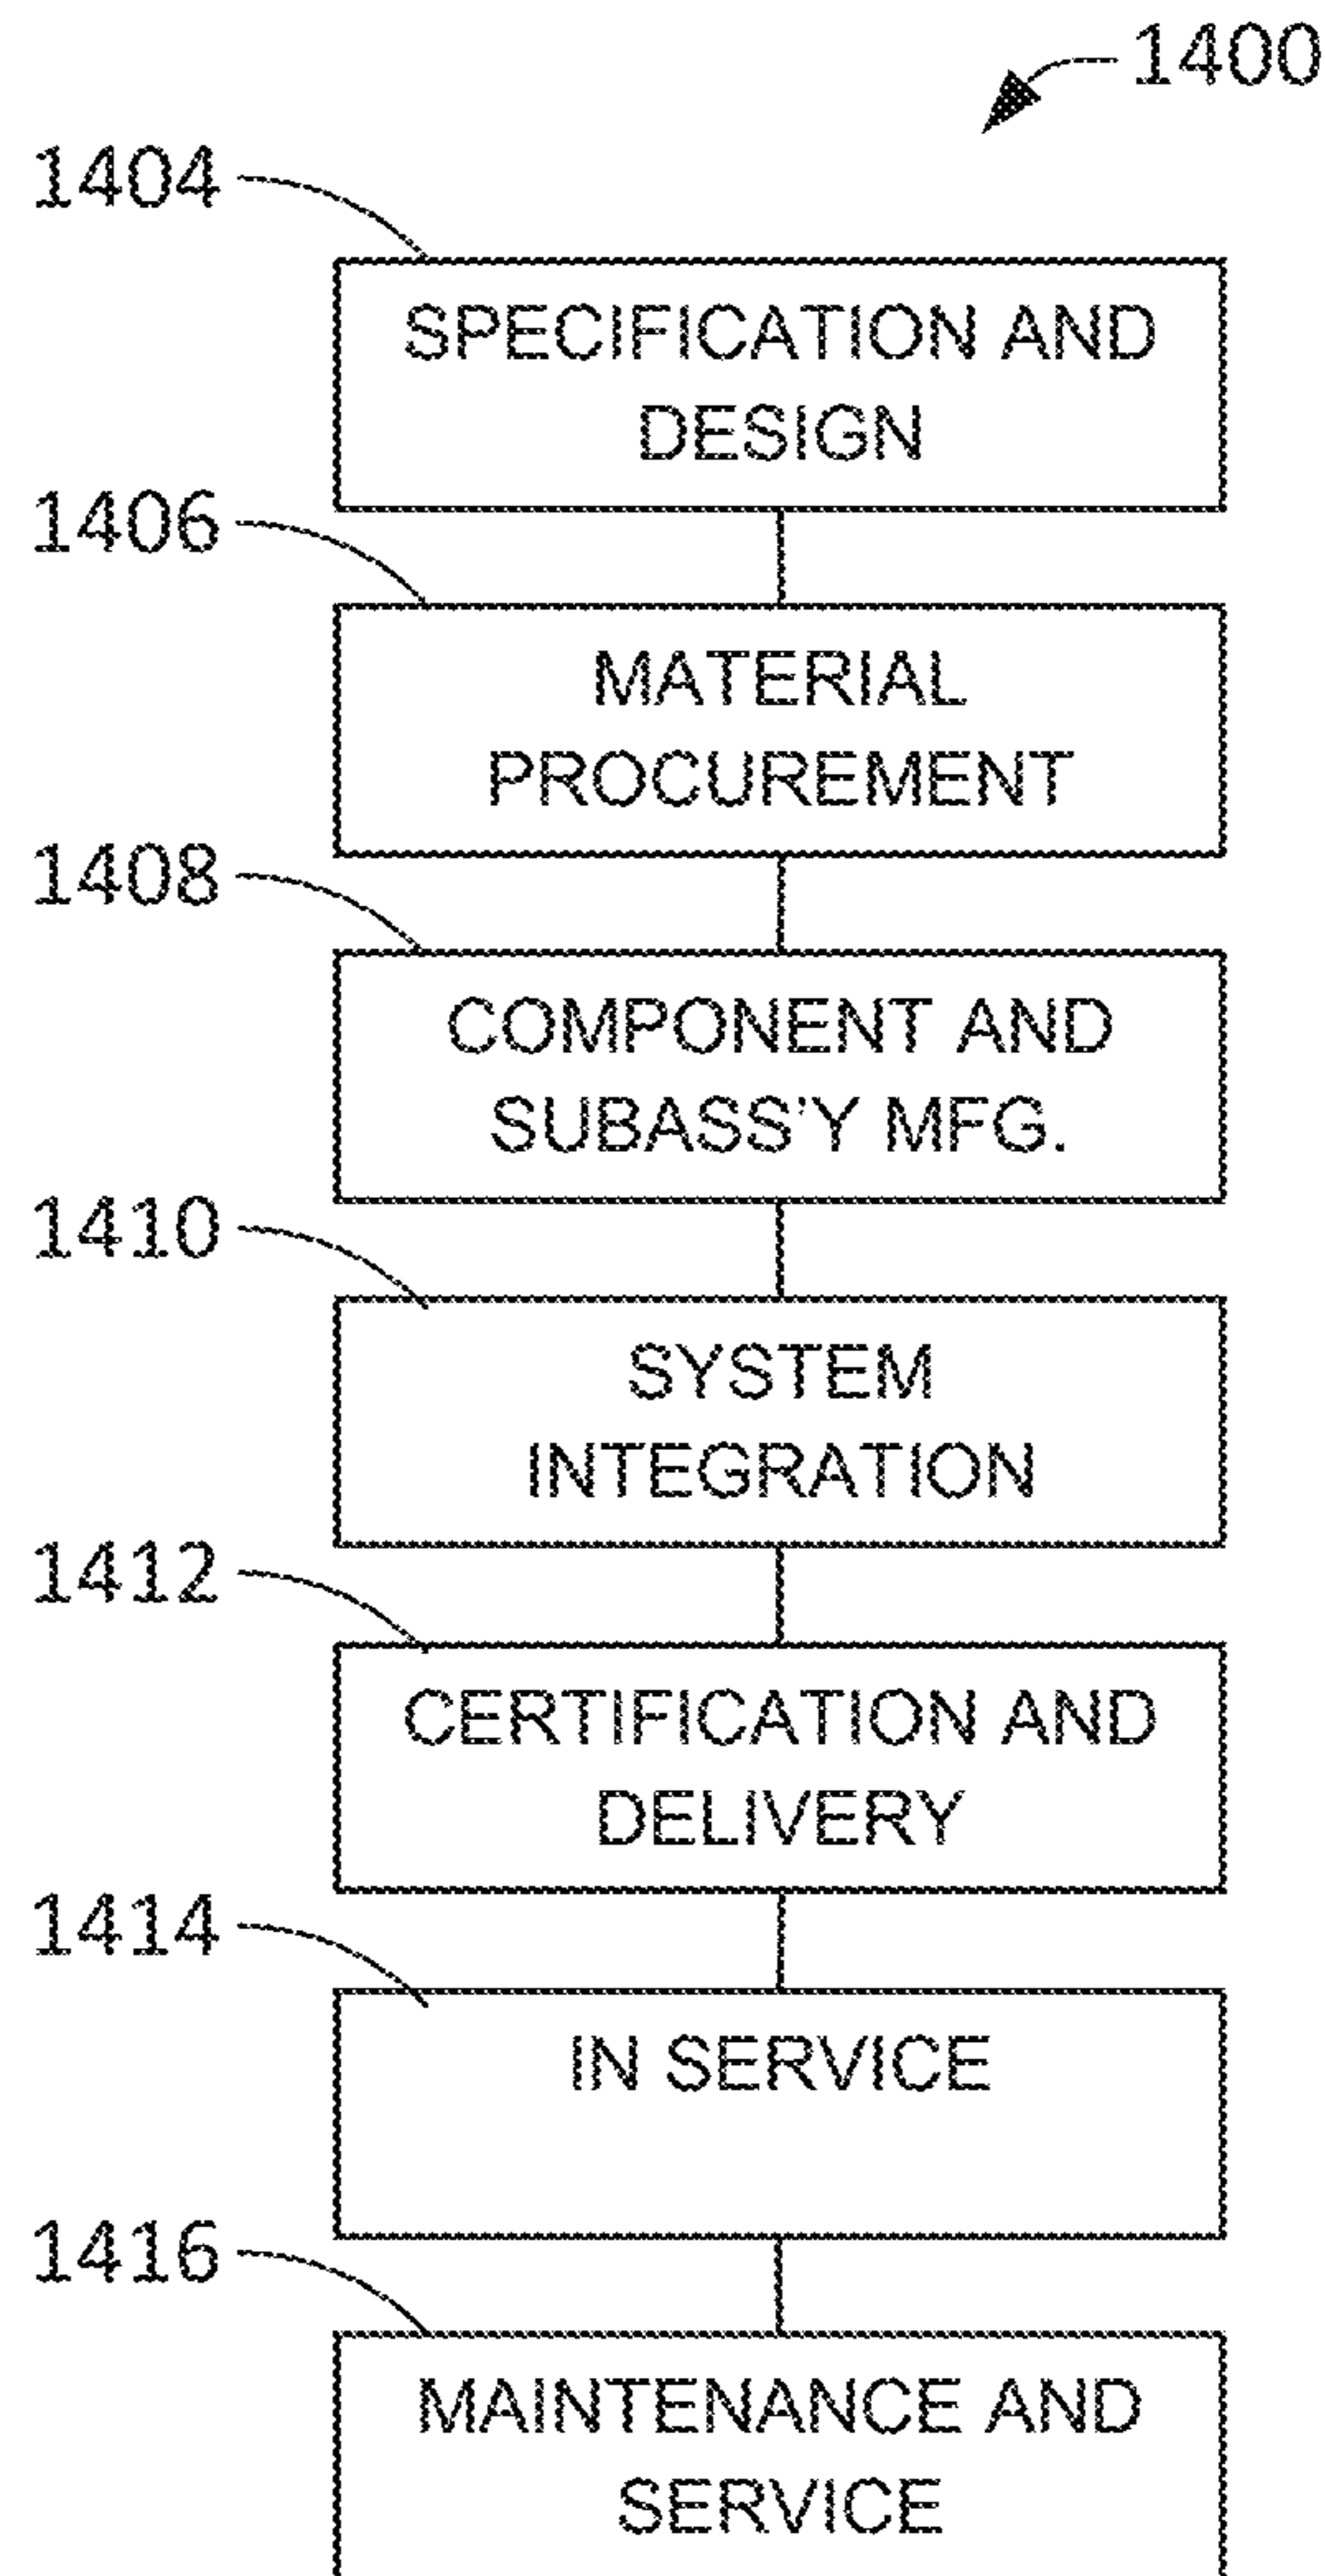 1400
1404
SPECIFICATION AND
DESIGN
1406
MATERIAL
PROCUREMENT
1408
COMPONENT AND
SUBASS’Y MFG.
1410
SYSTEM
INTEGRATION
1412
CERTIFICATION AND
DELIVERY
1414
IN SERVICE
1416
MAINTENANCE AND
SERVICE